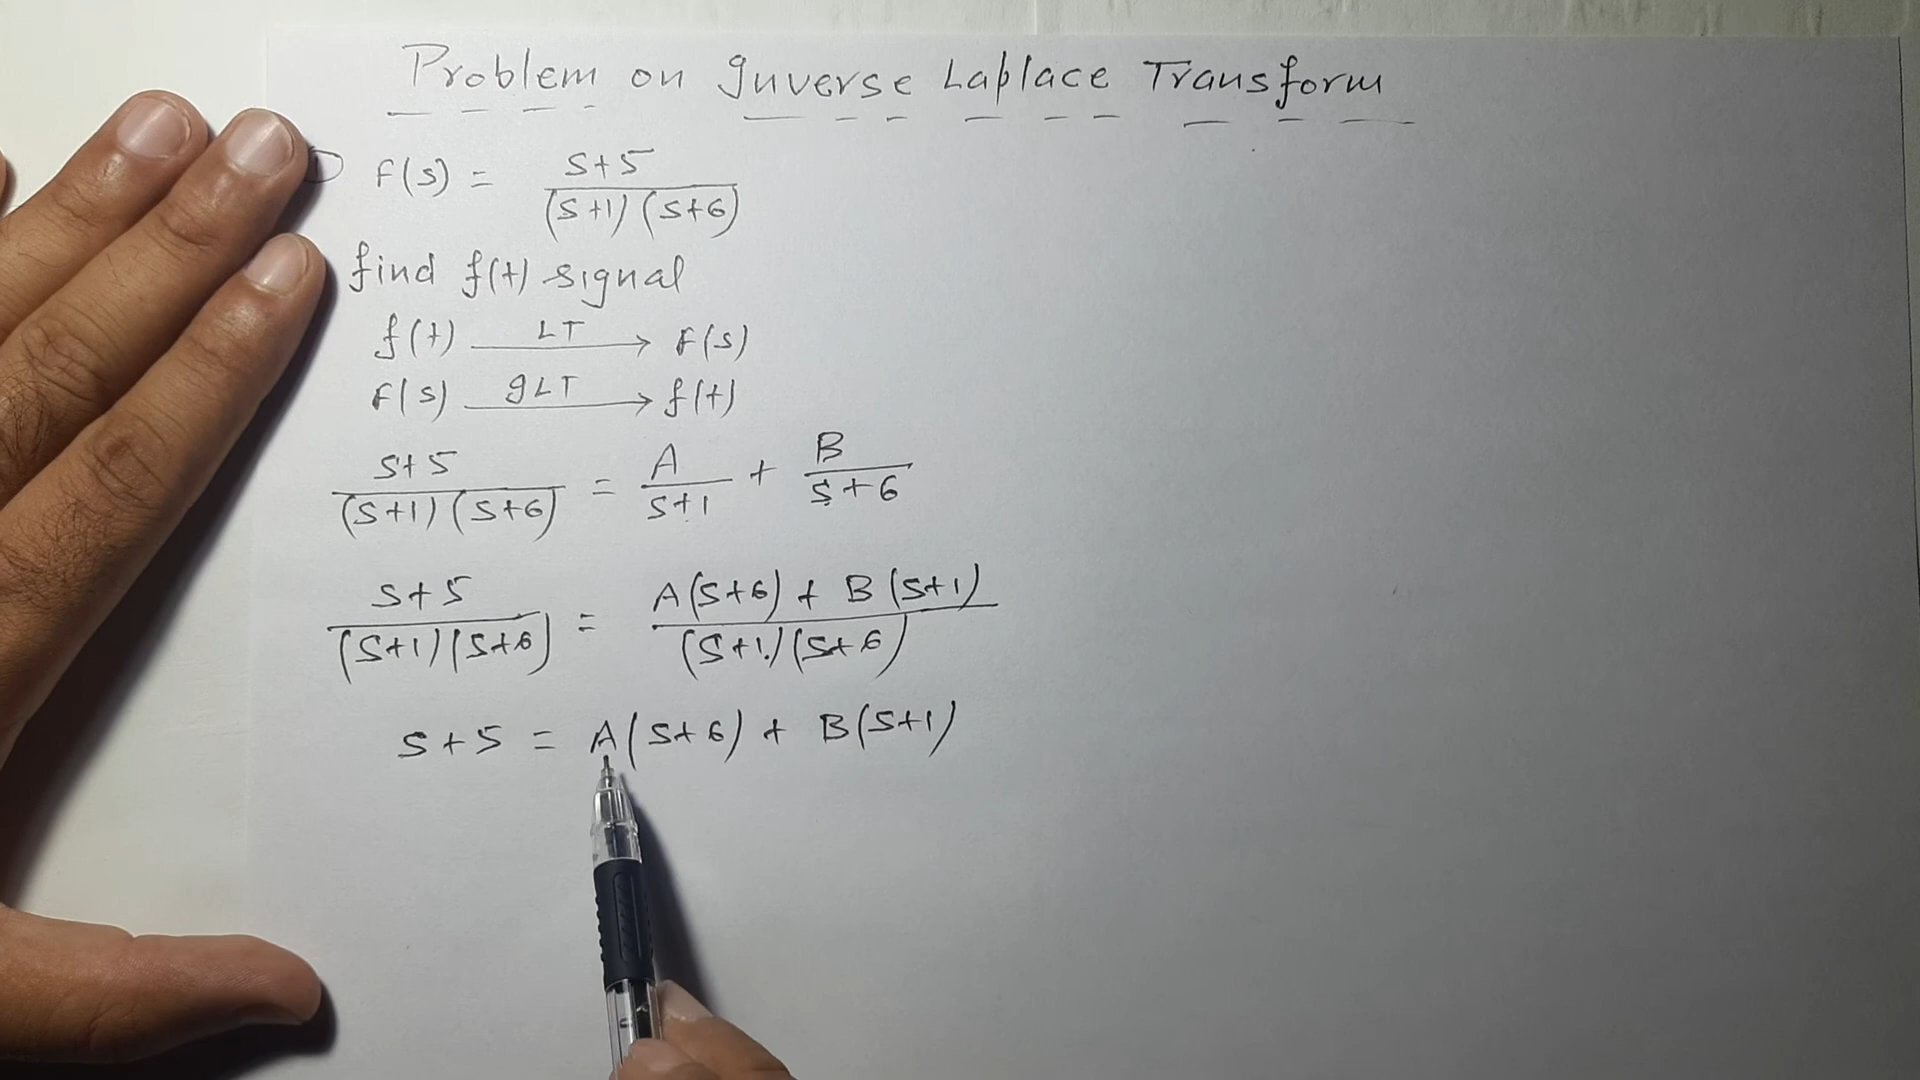 Problem on Inverse Laplace Transform
① F(s) = s+5 / (s+1)(s+6)
find f(t) signal
f(t) —LT→ F(s)
F(s) —ILT→ f(t)
s+5 / (s+1)(s+6) = A / s+1 + B / s+6
s+5 / (s+1)(s+6) = A(s+6) + B(s+1) / (s+1)(s+6)
s+5 = A(s+6) + B(s+1)